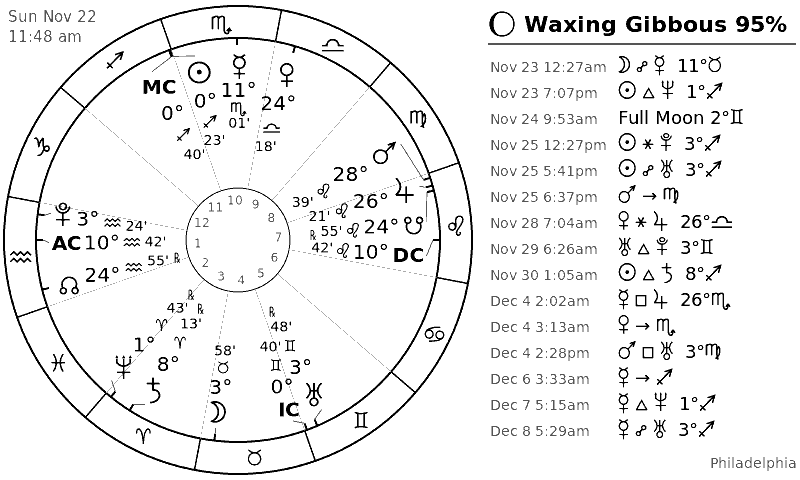 Sun Nov 22
11:48 am
MC
0° ♐ 40'
☉ 0° ♐ 23'
☿ 11° ♏ 01'
♀ 24° ♎ 18'
♂ 28° ♌ 39'
♃ 26° ♌ 21'
☋ 24° ♌ 55' ℞
DC 10° ♌ 42'
♇ 3° ♒ 24'
AC 10° ♒ 42'
☊ 24° ♒ 55' ℞
♆ 1° ♈ 43' ℞
♄ 8° ♈ 13' ℞
☽ 3° ♉ 58'
IC 0° ♊ 40'
♅ 3° ♊ 48' ℞
♈
♉
♊
♋
♌
♍
♎
♏
♐
♑
♒
♓
1
2
3
4
5
6
7
8
9
10
11
12
Waxing Gibbous 95%
Nov 23 12:27am ☽ ☍ ☿ 11°♉
Nov 23 7:07pm ☉ △ ♆ 1°♐
Nov 24 9:53am Full Moon 2°♊
Nov 25 12:27pm ☉ ⚹ ♇ 3°♐
Nov 25 5:41pm ☉ ☍ ♅ 3°♐
Nov 25 6:37pm ♂ → ♍
Nov 28 7:04am ♀ ⚹ ♃ 26°♎
Nov 29 6:26am ♅ △ ♇ 3°♊
Nov 30 1:05am ☉ △ ♄ 8°♐
Dec 4 2:02am ☿ □ ♃ 26°♏
Dec 4 3:13am ♀ → ♏
Dec 4 2:28pm ♂ □ ♅ 3°♍
Dec 6 3:33am ☿ → ♐
Dec 7 5:15am ☿ △ ♆ 1°♐
Dec 8 5:29am ☿ ☍ ♅ 3°♐
Philadelphia